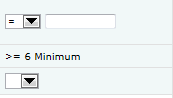 =
>= 6 Minimum